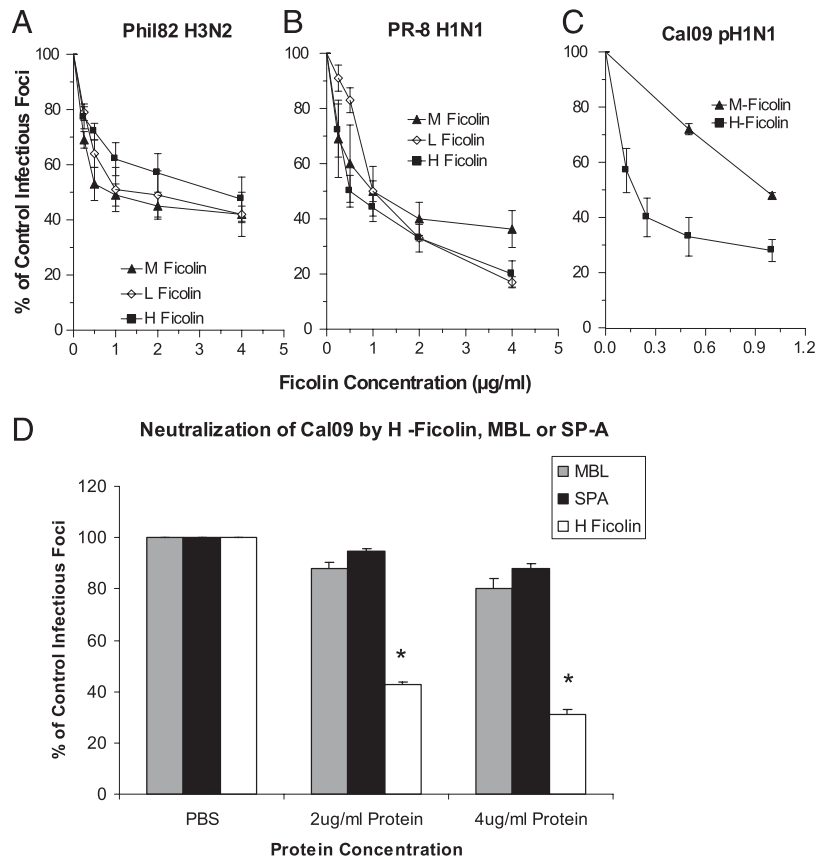 A
Phil82 H3N2
B
PR-8 H1N1
C
Cal09 pH1N1
% of Control Infectious Foci
100
80
60
40
20
0
0 1 2 3 4 5
M Ficolin
L Ficolin
H Ficolin
100
80
60
40
20
0
0 1 2 3 4 5
M Ficolin
L Ficolin
H Ficolin
100
80
60
40
20
0
0.0 0.3 0.6 0.9 1.2
M-Ficolin
H-Ficolin
Ficolin Concentration (µg/ml)
D
Neutralization of Cal09 by H -Ficolin, MBL or SP-A
% of Control Infectious Foci
120
100
80
60
40
20
0
MBL
SPA
H Ficolin
*
*
PBS 2ug/ml Protein 4ug/ml Protein
Protein Concentration